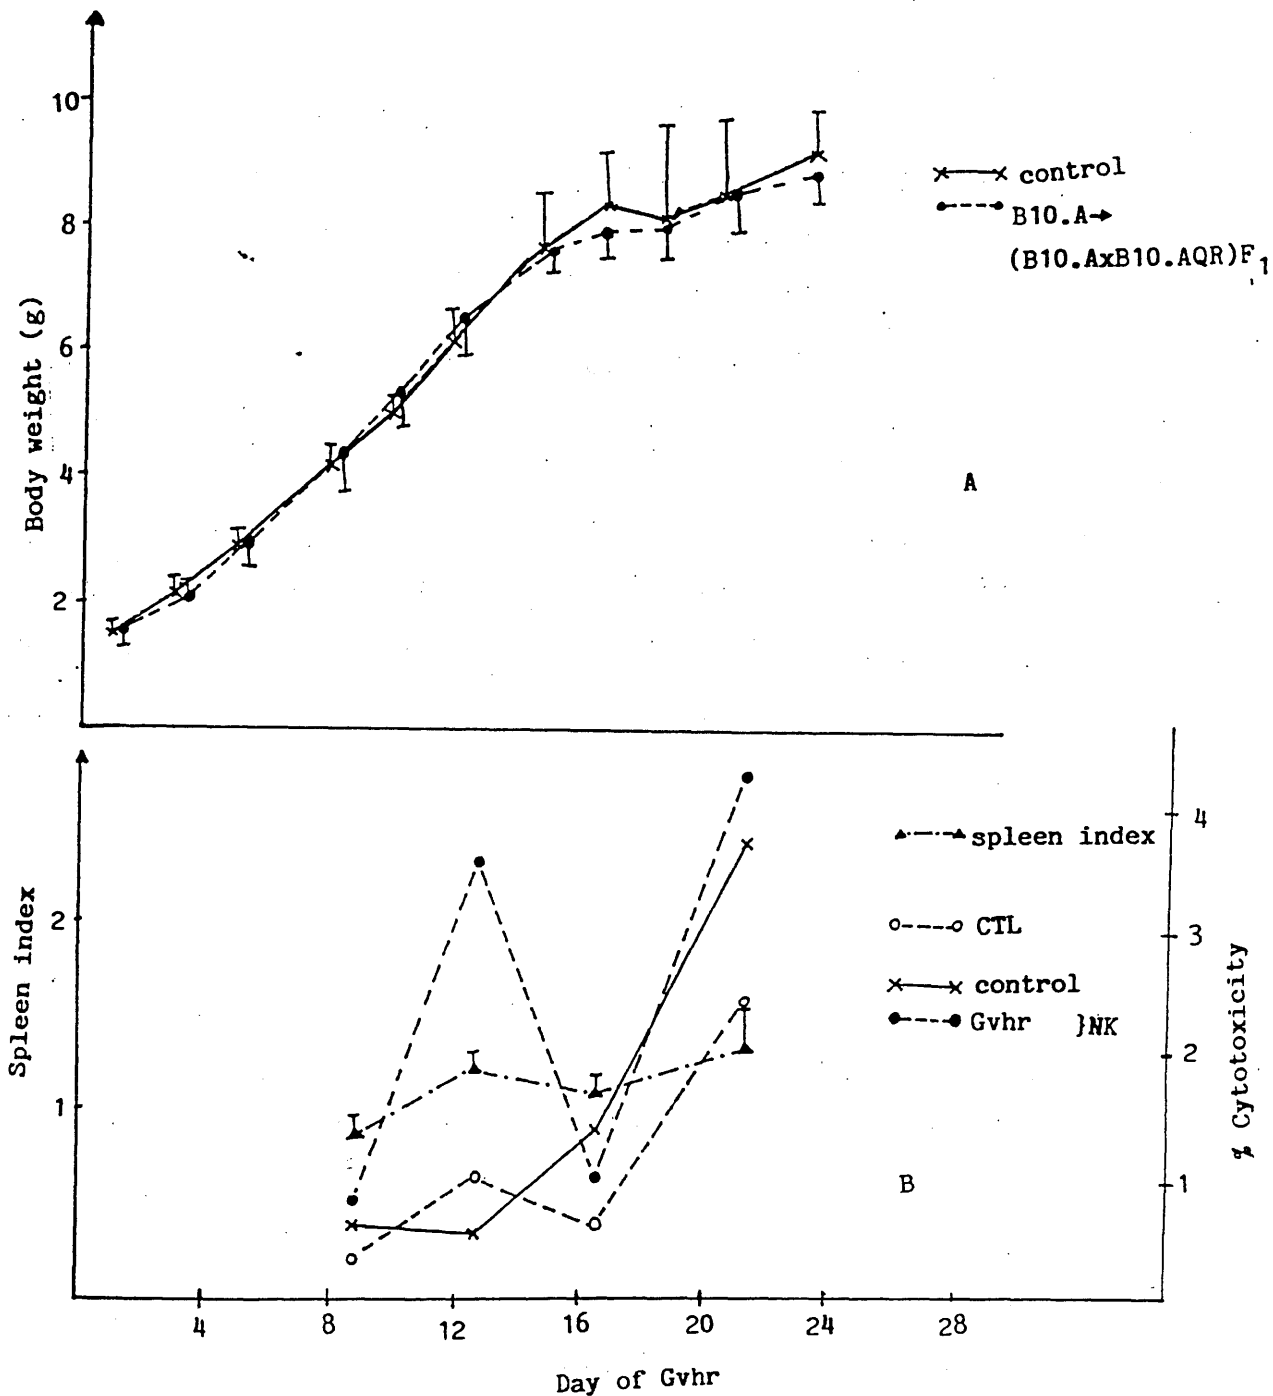 10
8
6
4
2
Body weight (g)
control
B10.A→
(B10.AxB10.AQR)F1
A
Spleen index
2
1
spleen index
CTL
control
Gvhr }NK
B
4
3
2
1
% Cytotoxicity
4 8 12 16 20 24 28
Day of Gvhr